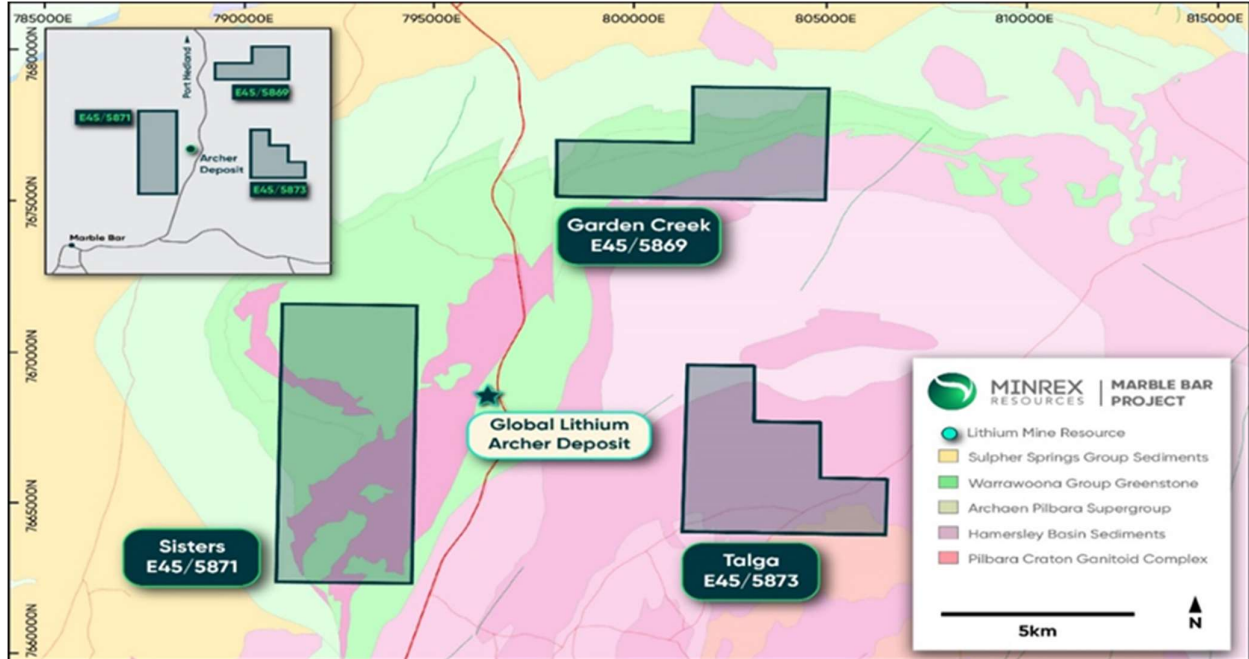 785000E
790000E
795000E
800000E
805000E
810000E
815000E
7680000N
7675000N
7670000N
7665000N
7660000N
Port Hedland
E45/5869
E45/5871
Archer
Deposit
E45/5873
Marble Bar
Garden Creek
E45/5869
Global Lithium
Archer Deposit
Sisters
E45/5871
Talga
E45/5873
MINREX
RESOURCES
MARBLE BAR
PROJECT
Lithium Mine Resource
Sulpher Springs Group Sediments
Warrawoona Group Greenstone
Archaen Pilbara Supergroup
Hamersley Basin Sediments
Pilbara Craton Ganitoid Complex
5km
N